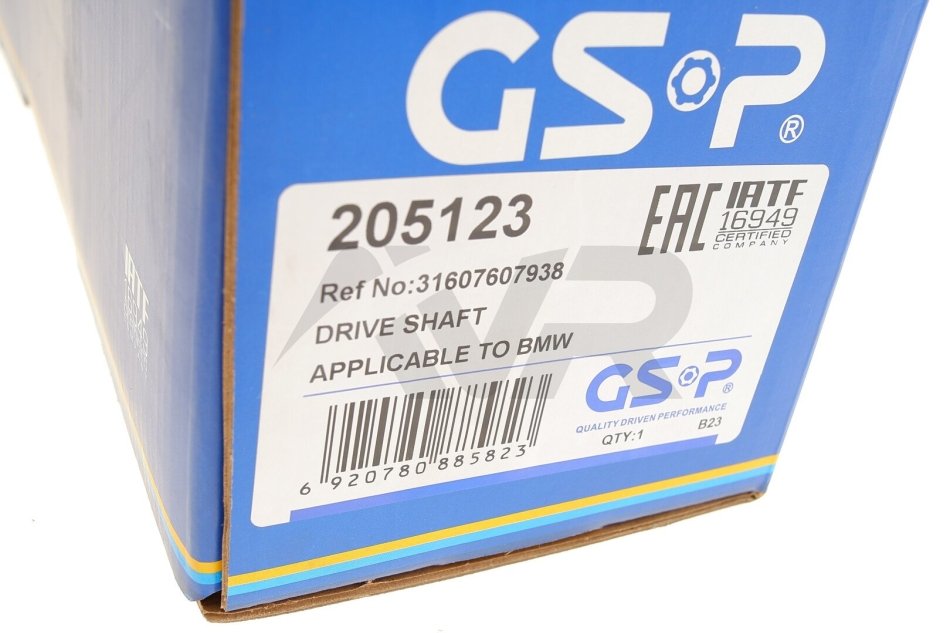 GS·P®
205123
EAC
IATF
16949
CERTIFIED
COMPANY
Ref No:31607607938
DRIVE SHAFT
APPLICABLE TO BMW
GS·P®
QUALITY DRIVEN PERFORMANCE
QTY:1 B23
6 920780 885823
IATF